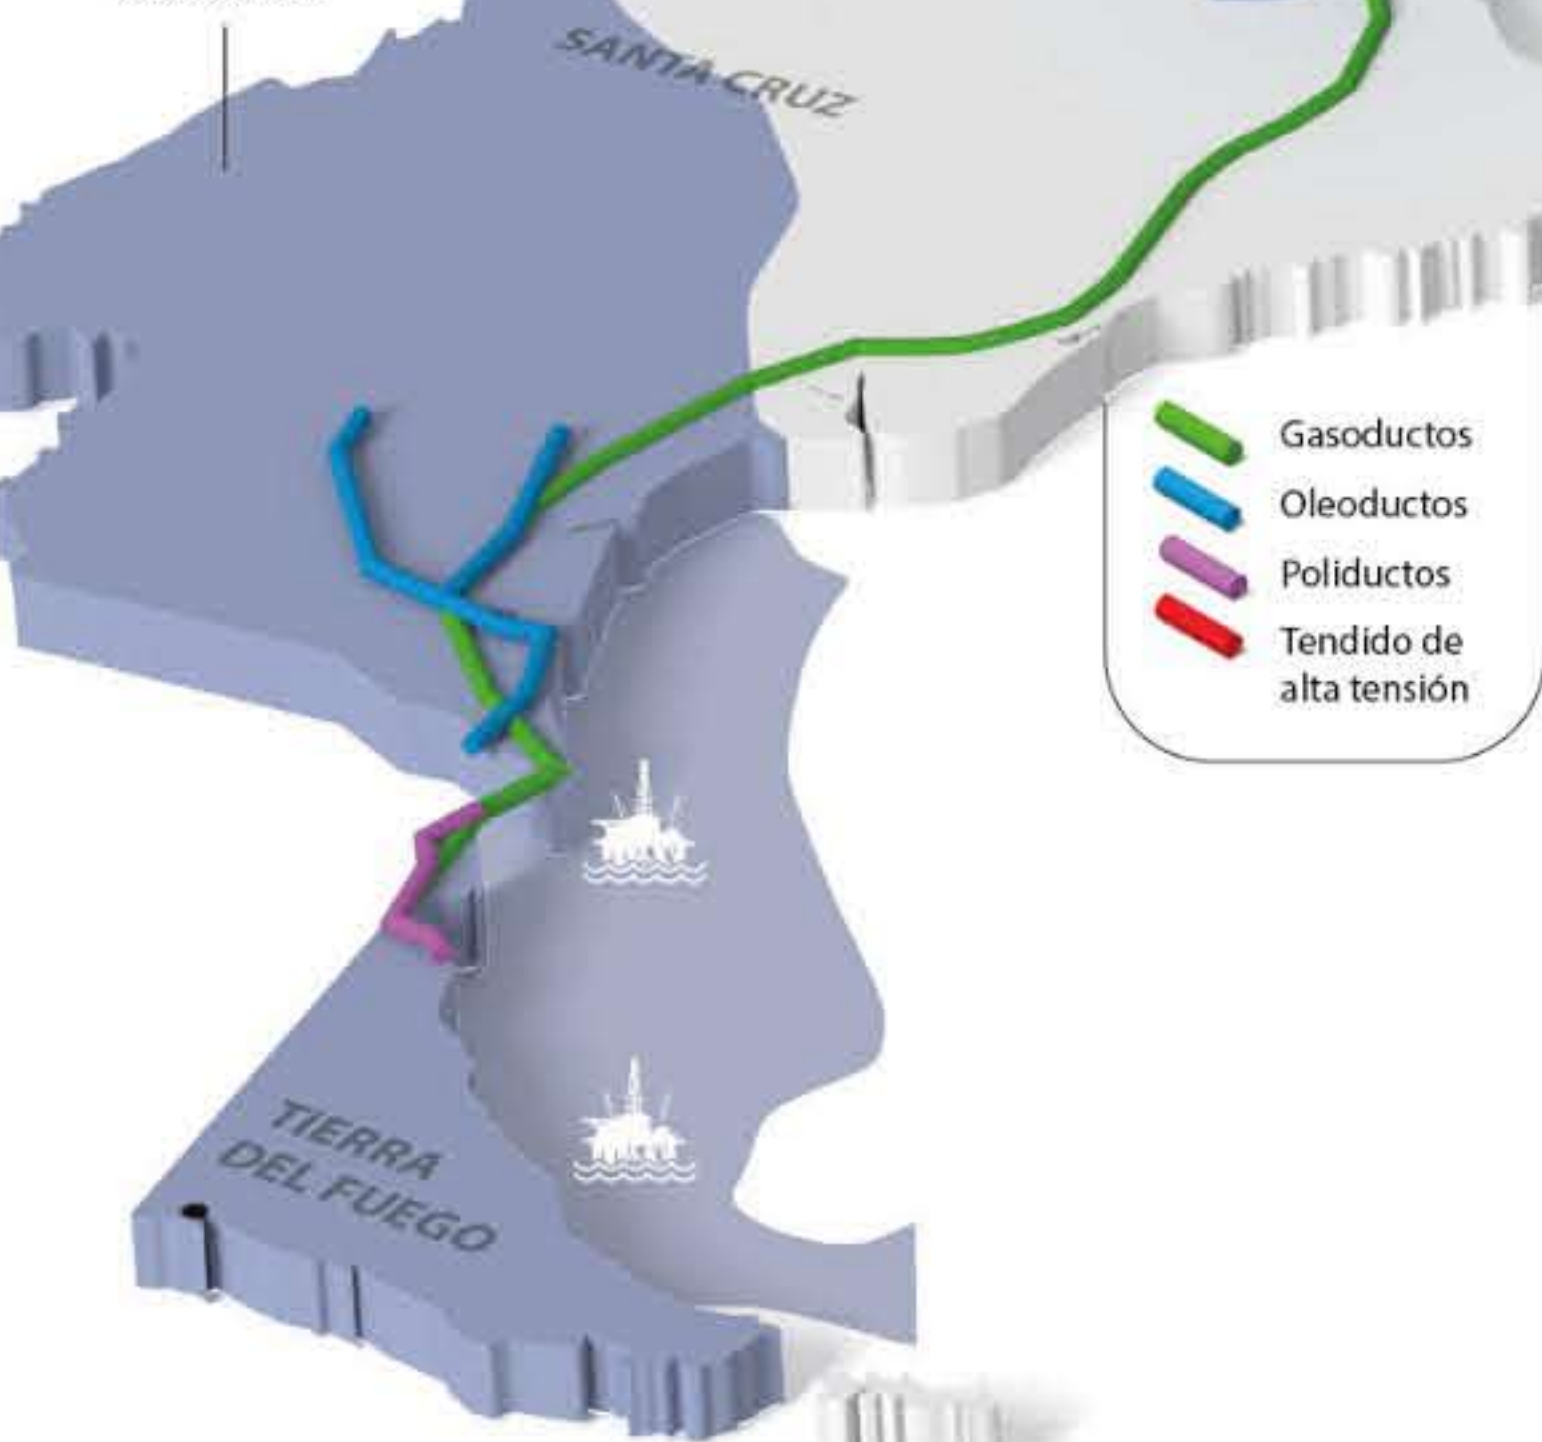 SANTA CRUZ
Gasoductos
Oleoductos
Poliductos
Tendido de
alta tensión
TIERRA
DEL FUEGO